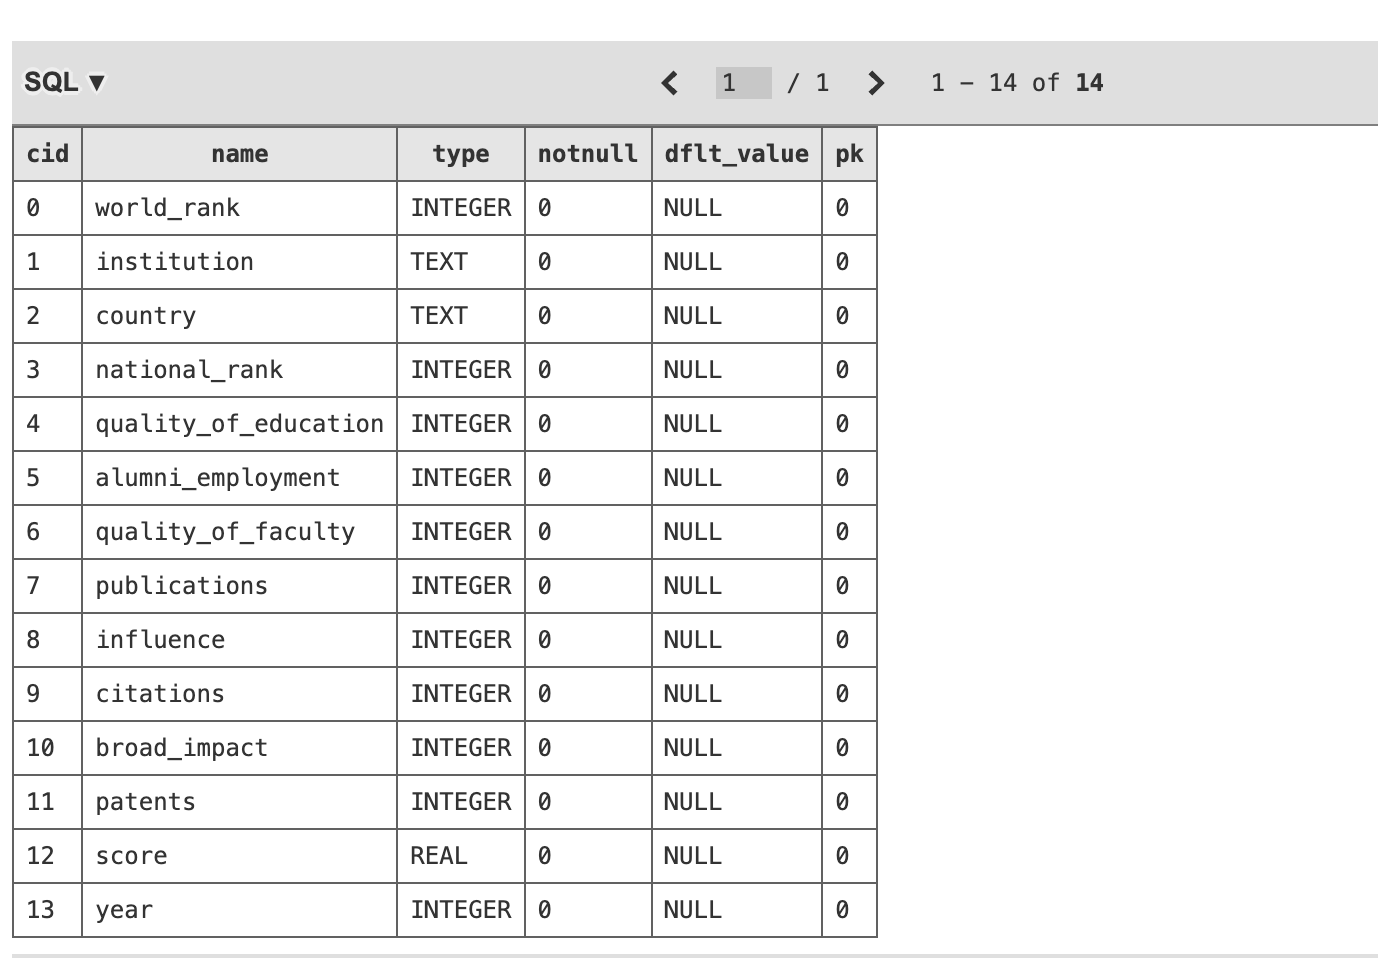 SQL ▼ 1 / 1 1 – 14 of 14
cid name type notnull dflt_value pk
0 world_rank INTEGER 0 NULL 0
1 institution TEXT 0 NULL 0
2 country TEXT 0 NULL 0
3 national_rank INTEGER 0 NULL 0
4 quality_of_education INTEGER 0 NULL 0
5 alumni_employment INTEGER 0 NULL 0
6 quality_of_faculty INTEGER 0 NULL 0
7 publications INTEGER 0 NULL 0
8 influence INTEGER 0 NULL 0
9 citations INTEGER 0 NULL 0
10 broad_impact INTEGER 0 NULL 0
11 patents INTEGER 0 NULL 0
12 score REAL 0 NULL 0
13 year INTEGER 0 NULL 0